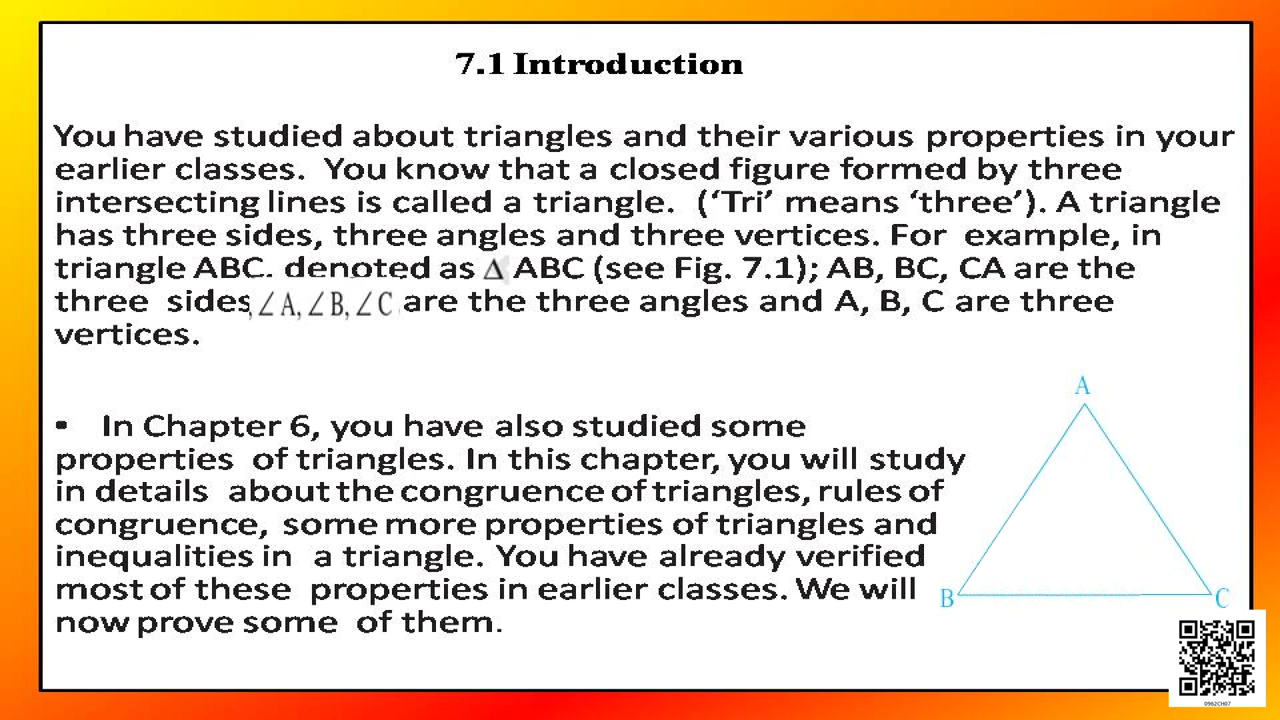 7.1 Introduction
You have studied about triangles and their various properties in your
earlier classes. You know that a closed figure formed by three
intersecting lines is called a triangle. (‘Tri’ means ‘three’). A triangle
has three sides, three angles and three vertices. For example, in
triangle ABC, denoted as ∆ ABC (see Fig. 7.1); AB, BC, CA are the
three sides, ∠A, ∠B, ∠C are the three angles and A, B, C are three
vertices.
• In Chapter 6, you have also studied some
properties of triangles. In this chapter, you will study
in details about the congruence of triangles, rules of
congruence, some more properties of triangles and
inequalities in a triangle. You have already verified
most of these properties in earlier classes. We will
now prove some of them.
A
B
C
0962CH07